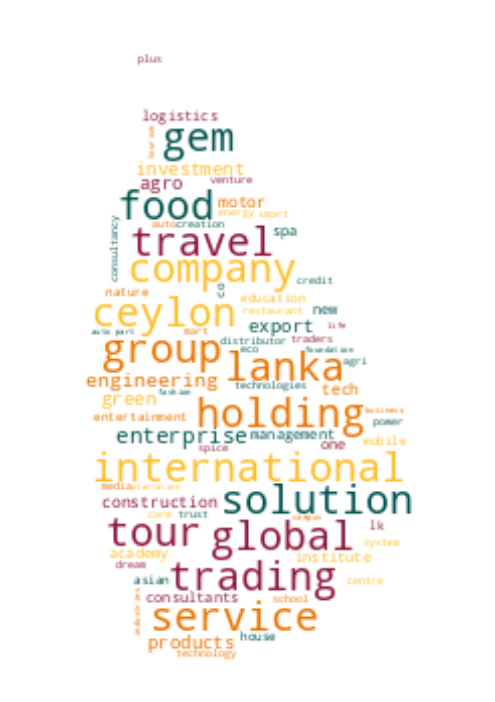 plus
logistics
gem
investment
agro venture
food motor
energy smart
auto creation
consultancy
travel spa
company credit
nature education
ceylon restaurant new
export life
auto part mart distributor traders
group eco foundation
lanka agri
engineering technologies tech
green fashion
holding business
entertainment power
enterprise management
spice one mobile
international
media plantation
construction solution
care trust campus
tour global lk
system
academy institute
dream
asian trading centre
consultants school
service
products house
technology